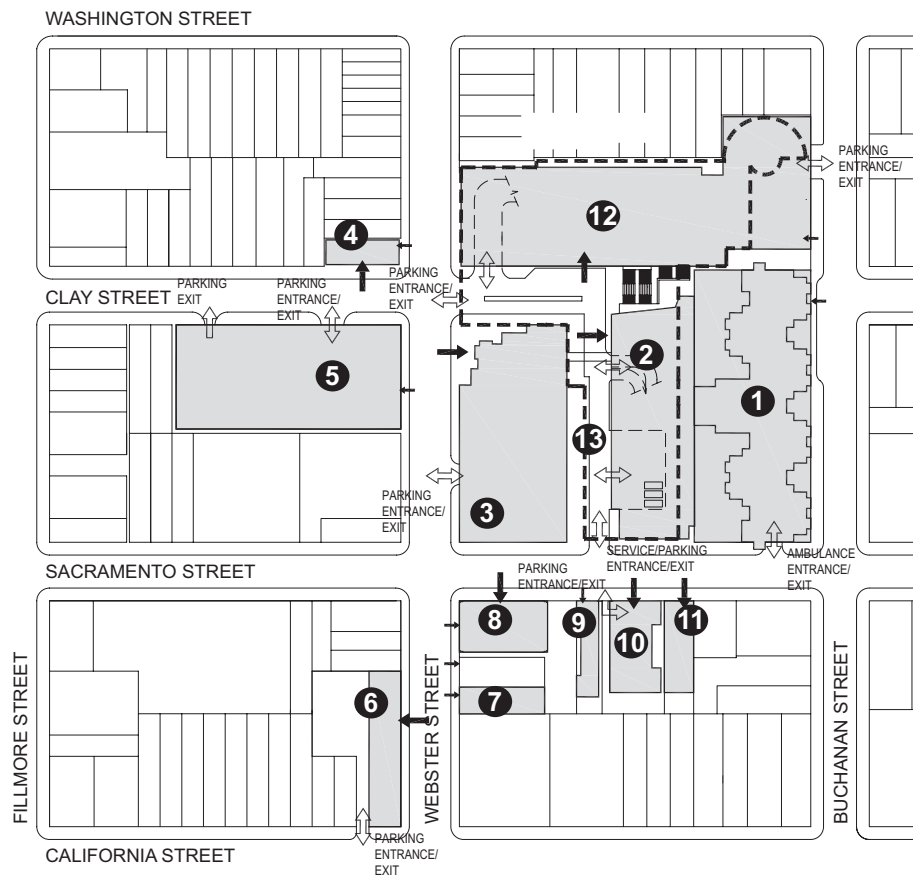 WASHINGTON STREET
PARKING
ENTRANCE/
EXIT
12
4
PARKING
EXIT
PARKING
ENTRANCE/
EXIT
PARKING
ENTRANCE/
EXIT
CLAY STREET
2
5
1
13
PARKING
ENTRANCE/
EXIT
3
SERVICE/PARKING
ENTRANCE/EXIT
AMBULANCE
ENTRANCE/
EXIT
SACRAMENTO STREET
PARKING
ENTRANCE/EXIT
8
9
10
11
6
7
FILLMORE STREET
WEBSTER STREET
BUCHANAN STREET
PARKING
ENTRANCE/
EXIT
CALIFORNIA STREET